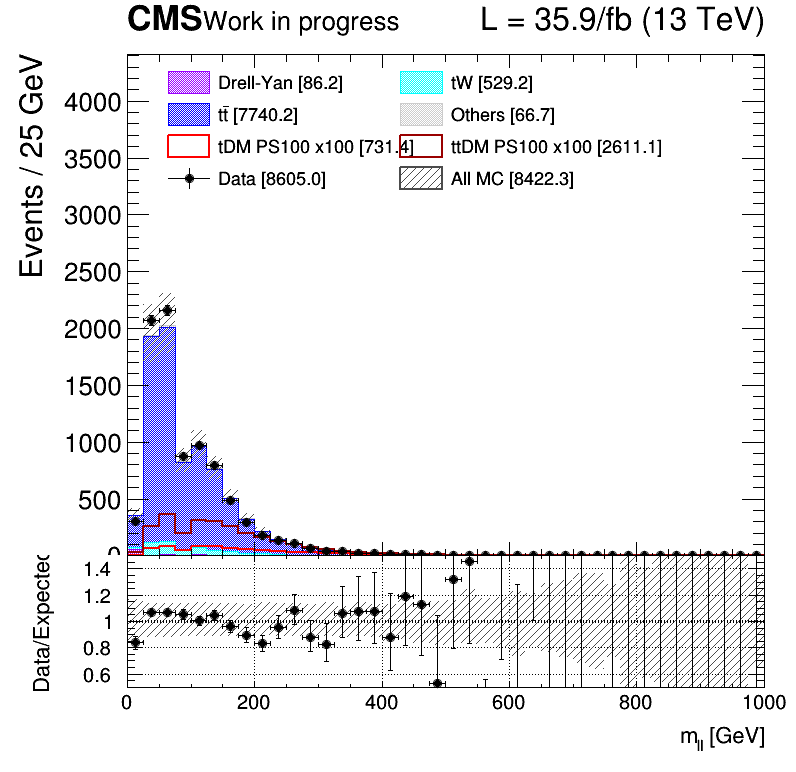 CMS Work in progress L = 35.9/fb (13 TeV)
Events / 25 GeV
Drell-Yan [86.2] tW [529.2]
tt̄ [7740.2] Others [66.7]
tDM PS100 x100 [731.4] ttDM PS100 x100 [2611.1]
Data [8605.0] All MC [8422.3]
4000
3500
3000
2500
2000
1500
1000
500
0
Data/Expected
1.4
1.2
1
0.8
0.6
0 200 400 600 800 1000
m_ll [GeV]